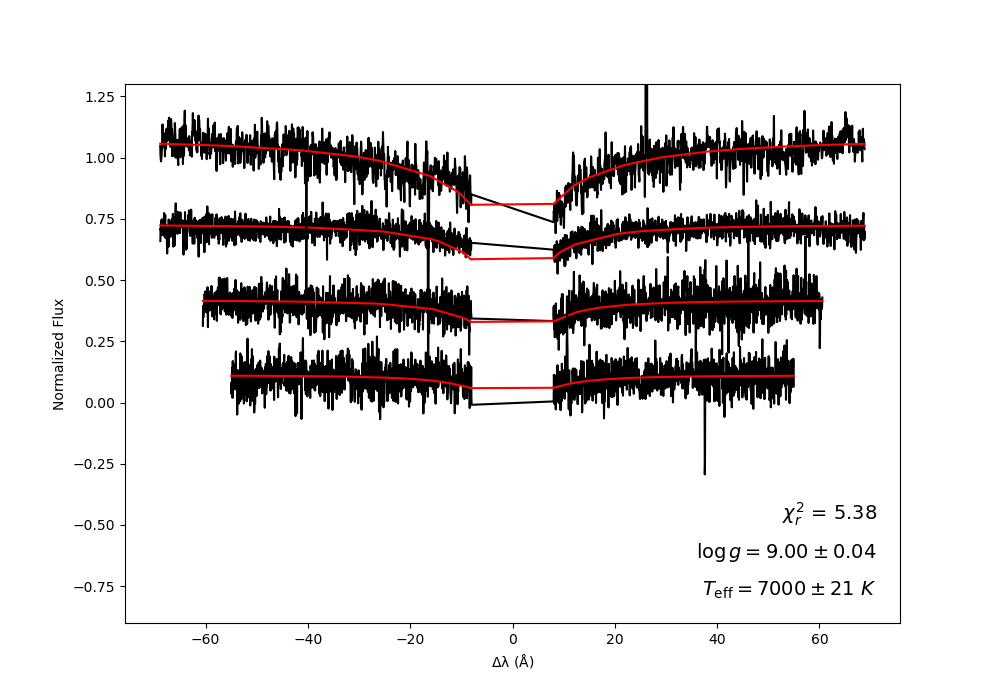 1.25
1.00
0.75
0.50
0.25
0.00
−0.25
−0.50
−0.75
Normalized Flux
χ²ᵣ = 5.38
log g = 9.00 ± 0.04
T_eff = 7000 ± 21 K
−60 −40 −20 0 20 40 60
Δλ (Å)